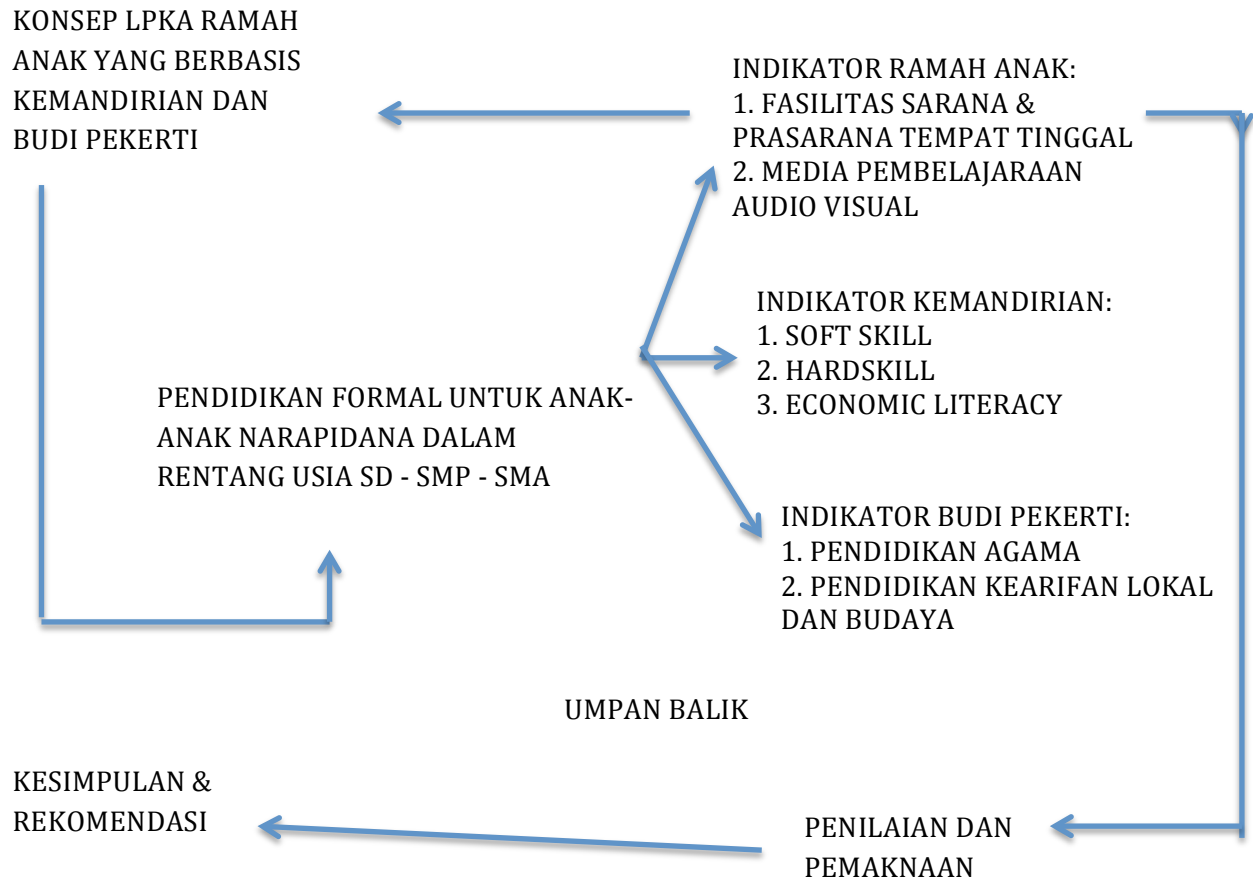 KONSEP LPKA RAMAH
ANAK YANG BERBASIS
KEMANDIRIAN DAN
BUDI PEKERTI
INDIKATOR RAMAH ANAK:
1. FASILITAS SARANA &
PRASARANA TEMPAT TINGGAL
2. MEDIA PEMBELAJARAAN
AUDIO VISUAL
INDIKATOR KEMANDIRIAN:
1. SOFT SKILL
2. HARDSKILL
3. ECONOMIC LITERACY
PENDIDIKAN FORMAL UNTUK ANAK-
ANAK NARAPIDANA DALAM
RENTANG USIA SD - SMP - SMA
INDIKATOR BUDI PEKERTI:
1. PENDIDIKAN AGAMA
2. PENDIDIKAN KEARIFAN LOKAL
DAN BUDAYA
UMPAN BALIK
KESIMPULAN &
REKOMENDASI
PENILAIAN DAN
PEMAKNAAN